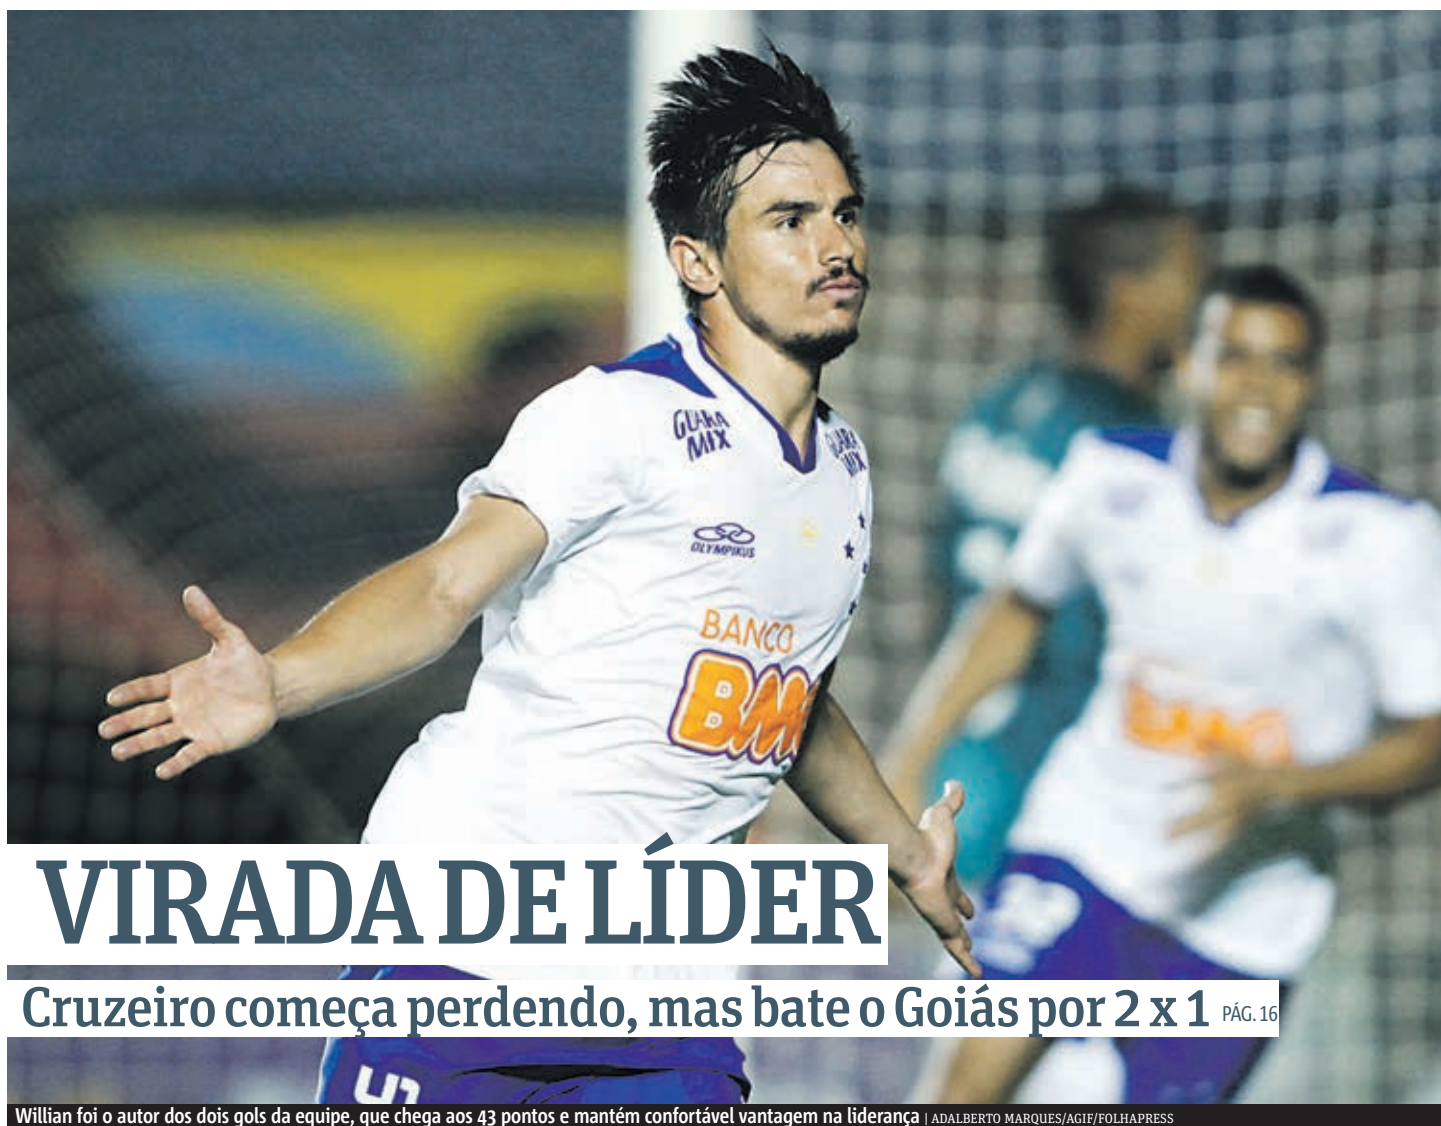 GUARA
MIX
GUARA
MIX
OLYMPIKUS
BANCO
BMG
BMG
VIRADA DE LÍDER
Cruzeiro começa perdendo, mas bate o Goiás por 2 x 1 PÁG. 16
Willian foi o autor dos dois gols da equipe, que chega aos 43 pontos e mantém confortável vantagem na liderança | ADALBERTO MARQUES/AGIF/FOLHAPRESS